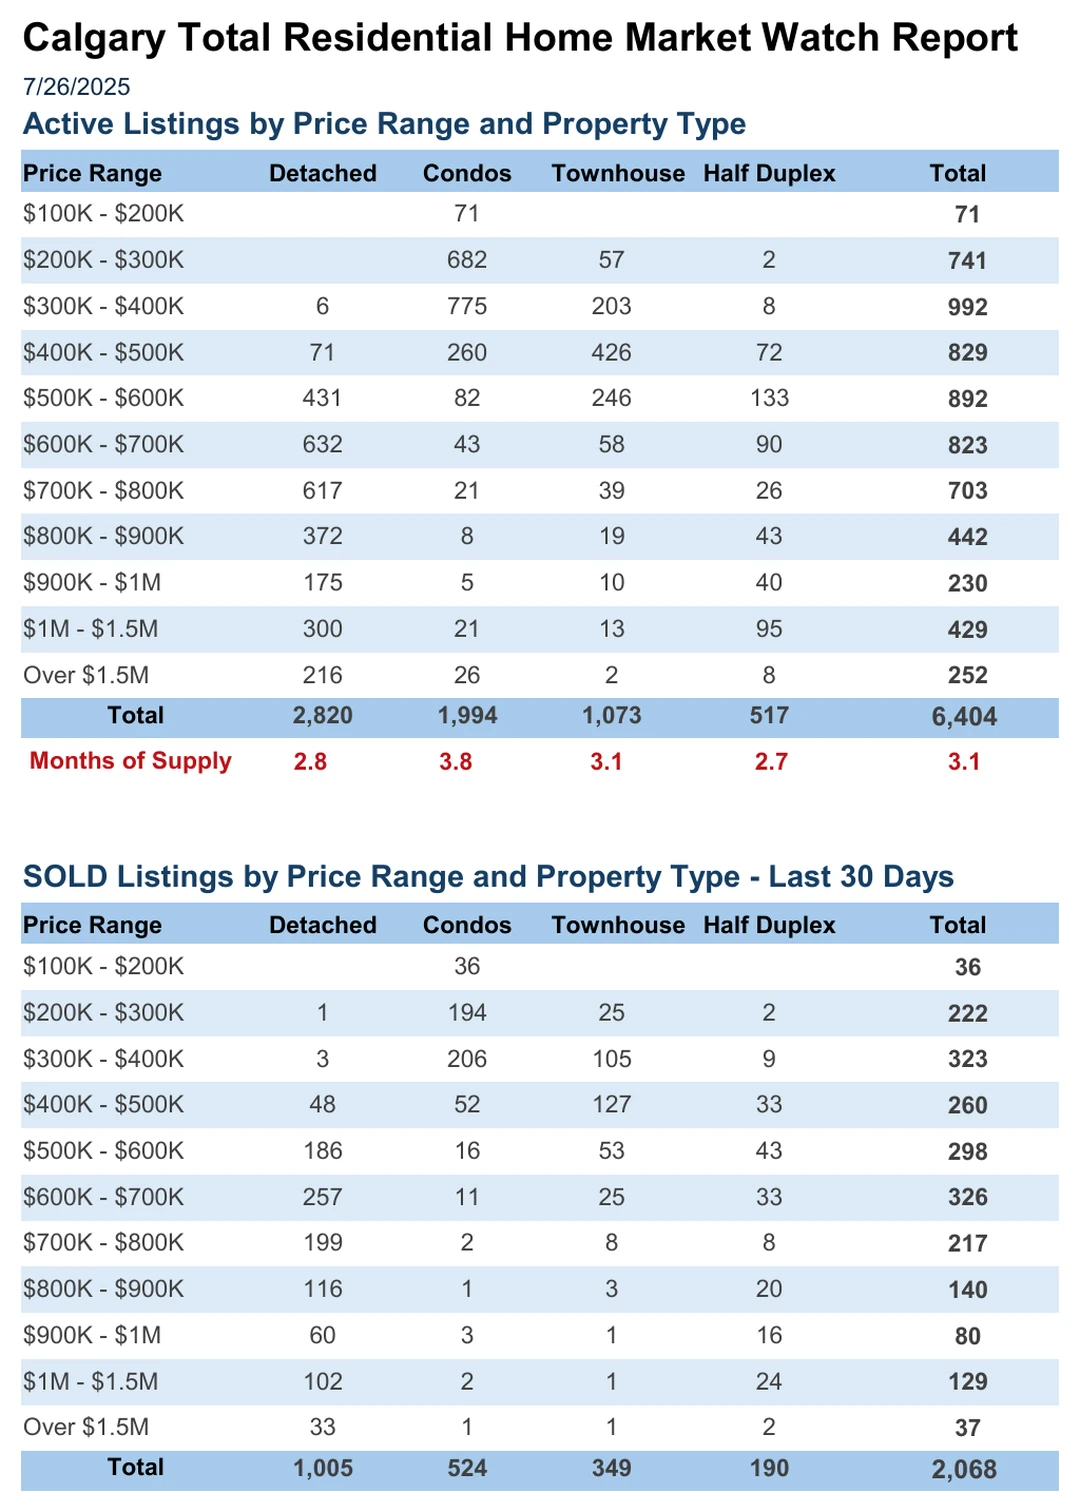 Calgary Total Residential Home Market Watch Report
7/26/2025
Active Listings by Price Range and Property Type
Price Range Detached Condos Townhouse Half Duplex Total
$100K - $200K 71 71
$200K - $300K 682 57 2 741
$300K - $400K 6 775 203 8 992
$400K - $500K 71 260 426 72 829
$500K - $600K 431 82 246 133 892
$600K - $700K 632 43 58 90 823
$700K - $800K 617 21 39 26 703
$800K - $900K 372 8 19 43 442
$900K - $1M 175 5 10 40 230
$1M - $1.5M 300 21 13 95 429
Over $1.5M 216 26 2 8 252
Total 2,820 1,994 1,073 517 6,404
Months of Supply 2.8 3.8 3.1 2.7 3.1
SOLD Listings by Price Range and Property Type - Last 30 Days
Price Range Detached Condos Townhouse Half Duplex Total
$100K - $200K 36 36
$200K - $300K 1 194 25 2 222
$300K - $400K 3 206 105 9 323
$400K - $500K 48 52 127 33 260
$500K - $600K 186 16 53 43 298
$600K - $700K 257 11 25 33 326
$700K - $800K 199 2 8 8 217
$800K - $900K 116 1 3 20 140
$900K - $1M 60 3 1 16 80
$1M - $1.5M 102 2 1 24 129
Over $1.5M 33 1 1 2 37
Total 1,005 524 349 190 2,068